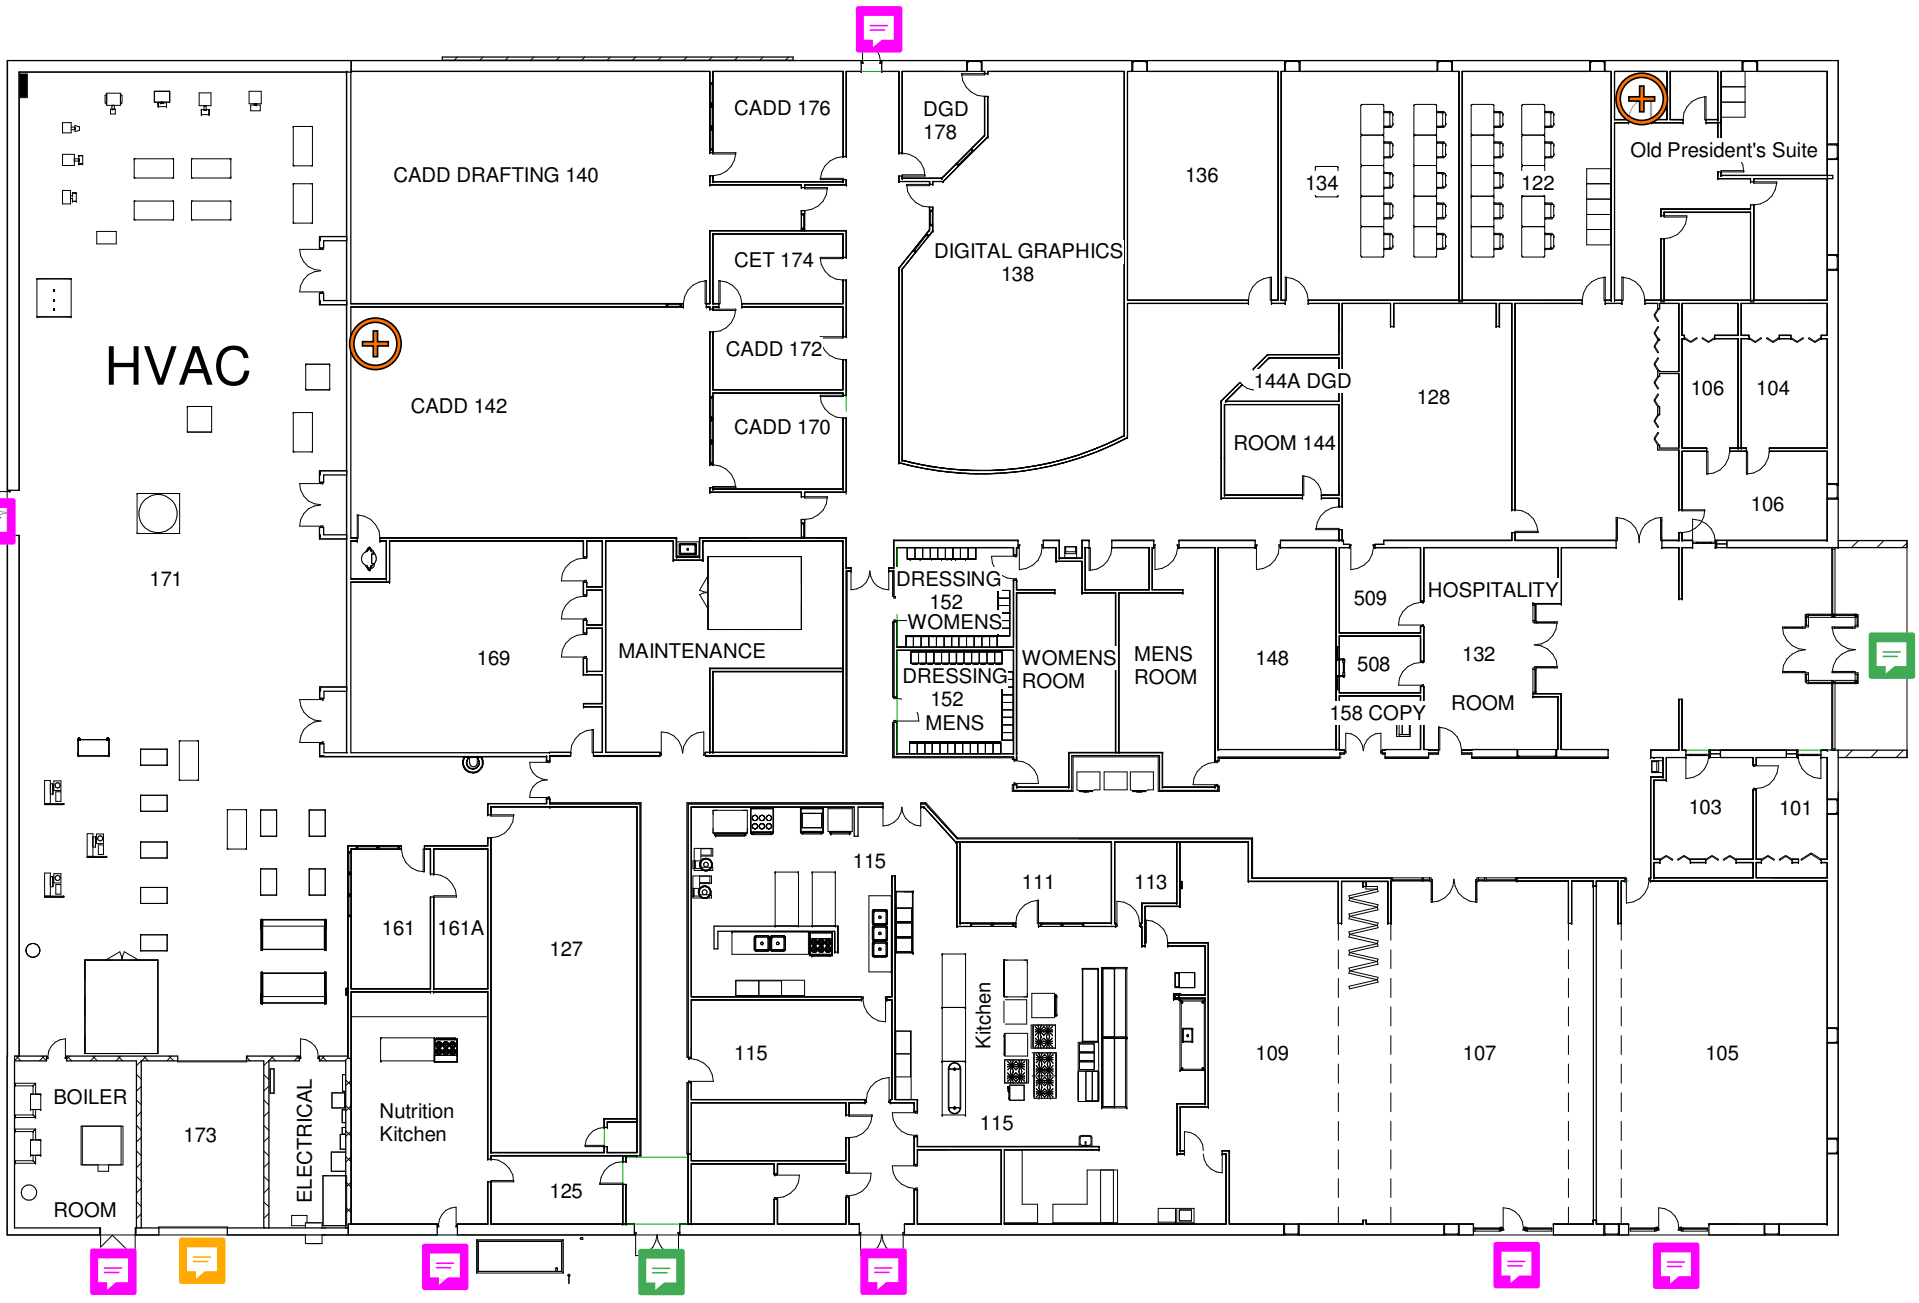 CADD 176
DGD
178
CADD DRAFTING 140
136
134
122
Old President's Suite
CET 174
DIGITAL GRAPHICS
138
HVAC
CADD 172
CADD 142
144A DGD
128
106
104
CADD 170
ROOM 144
106
171
DRESSING
152
WOMENS
509
HOSPITALITY
132
ROOM
169
MAINTENANCE
WOMENS
ROOM
MENS
ROOM
148
508
DRESSING
152
MENS
158 COPY
103
101
115
111
113
161
161A
127
Kitchen
115
109
107
105
BOILER
ROOM
173
ELECTRICAL
Nutrition
Kitchen
115
125